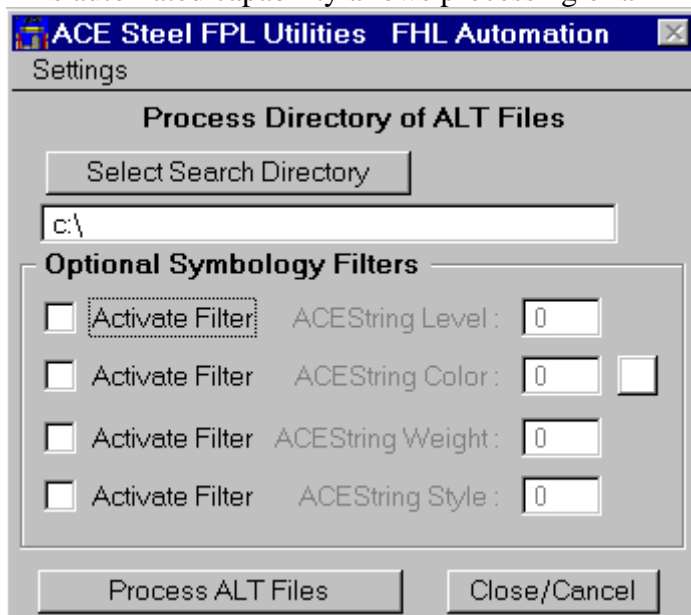 ACE Steel FPL Utilities FHL Automation
Settings
Process Directory of ALT Files
Select Search Directory
c:\
Optional Symbology Filters
Activate Filter ACEString Level : 0
Activate Filter ACEString Color : 0
Activate Filter ACEString Weight : 0
Activate Filter ACEString Style : 0
Process ALT Files Close/Cancel